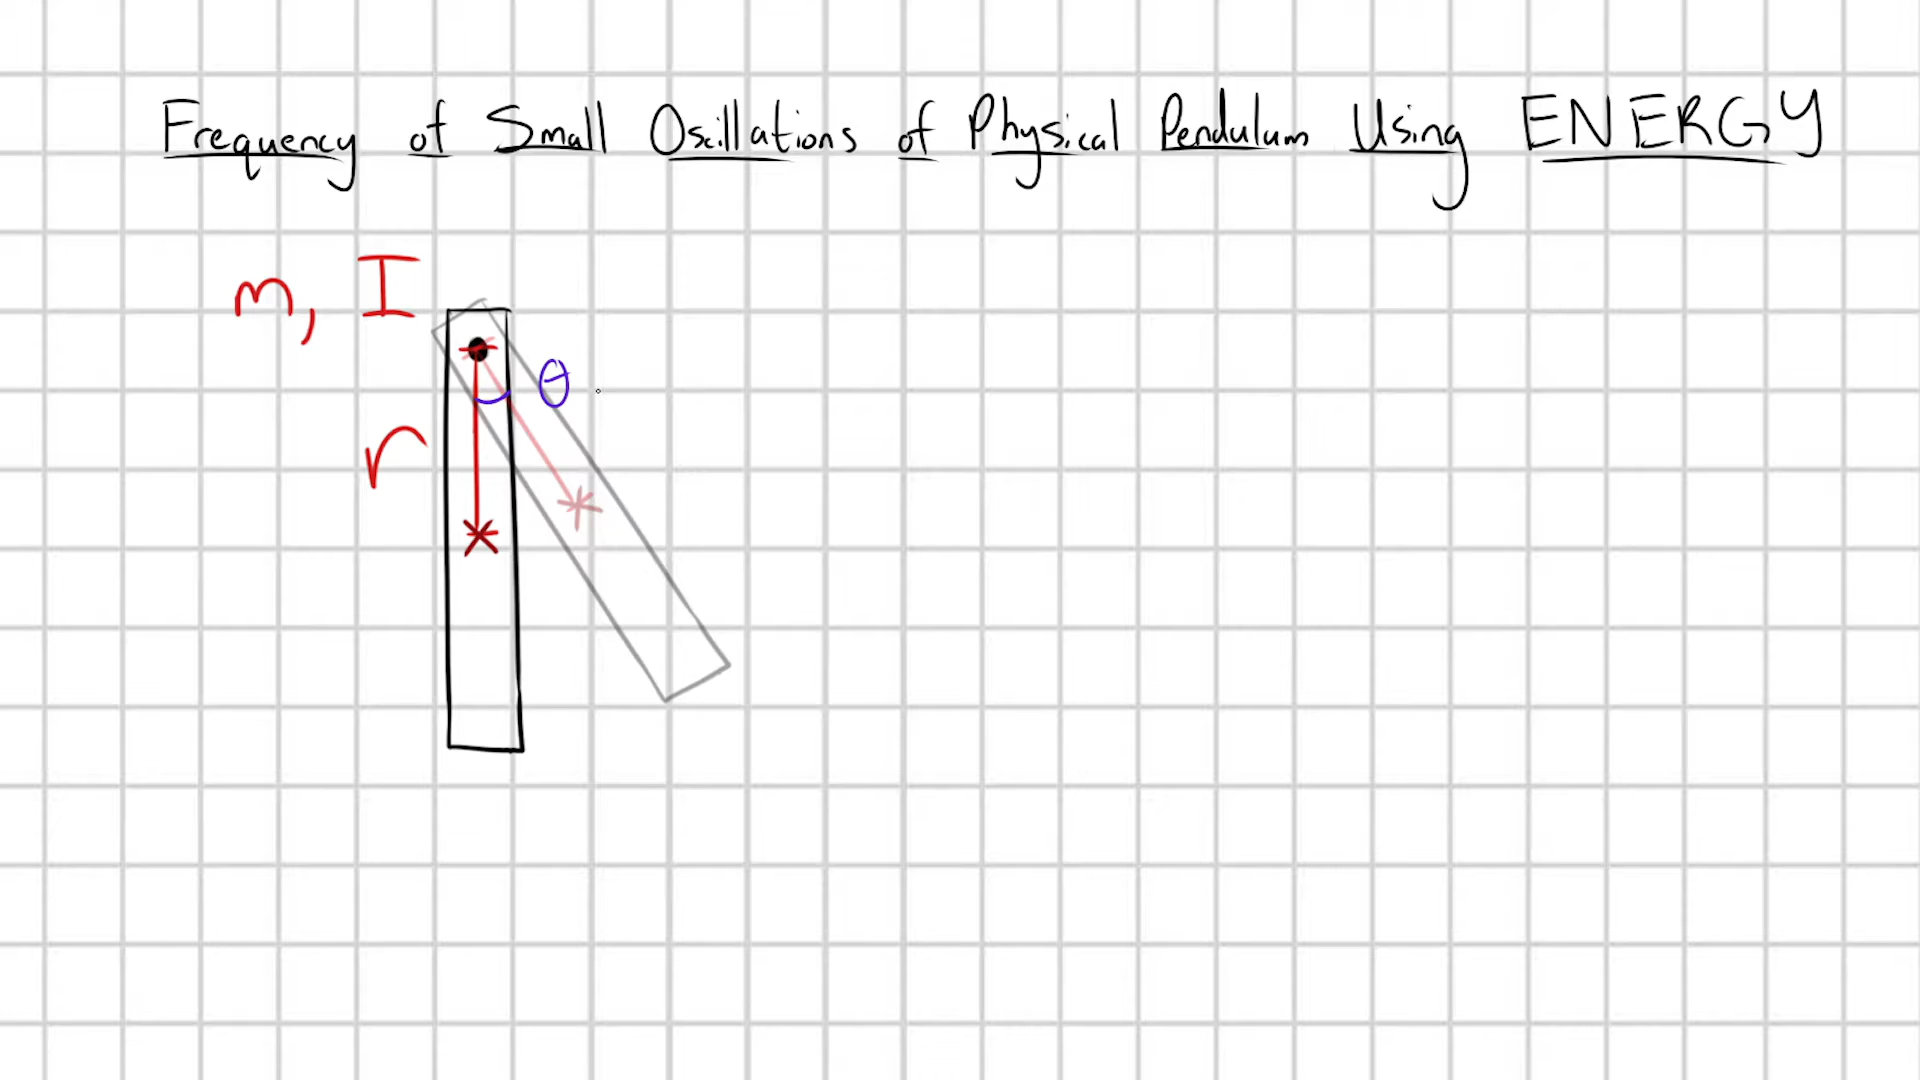 Frequency of Small Oscillations of Physical Pendulum Using ENERGY
m, I
θ
r